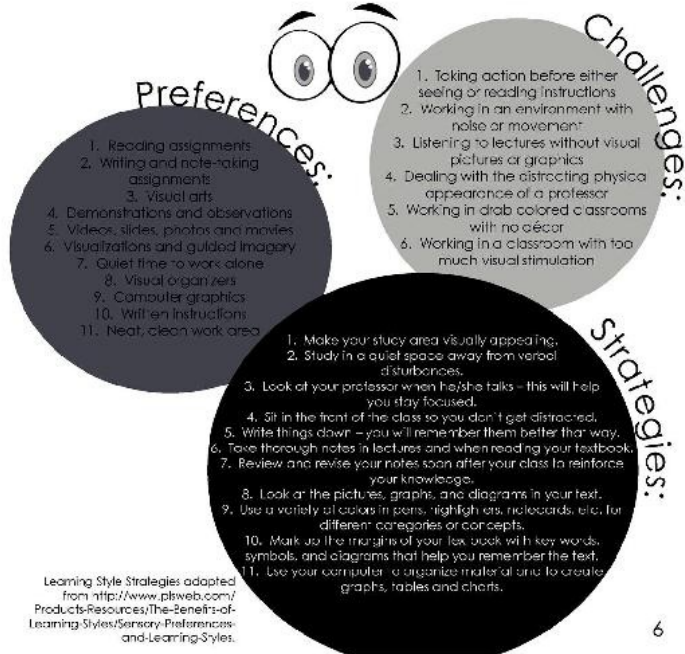 Preferences:
1. Reading assignments
2. Writing and note-taking
assignments
3. Visual arts
4. Demonstrations and observations
5. Videos, slides, photos and movies
6. Visualizations and guided imagery
7. Quiet time to work alone
8. Visual organizers
9. Computer graphics
10. Written instructions
11. Neat, clean work area
Challenges:
1. Taking action before either
seeing or reading instructions
2. Working in an environment with
noise or movement
3. Listening to lectures without visual
pictures or graphics
4. Dealing with the distracting physical
appearance of a professor
5. Working in drab colored classrooms
with no décor
6. Working in a classroom with too
much visual stimulation
Strategies:
1. Make your study area visually appealing.
2. Study in a quiet space away from verbal
disturbances.
3. Look at your professor when he/she talks – this will help
you stay focused.
4. Sit in the front of the class so you don't get distracted.
5. Write things down – you will remember them better that way.
6. Take thorough notes in lectures and when reading your textbook.
7. Review and revise your notes soon after your class to reinforce
your knowledge.
8. Look at the pictures, graphs, and diagrams in your text.
9. Use a variety of colors in pens, highlighters, notecards, etc. for
different categories or concepts.
10. Mark up the margins of your textbook with key words,
symbols, and diagrams that help you remember the text.
11. Use your computer to organize material and to create
graphs, tables and charts.
Learning Style Strategies adapted
from http://www.plsweb.com/
Products-Resources/The-Benefits-of-
Learning-Styles/Sensory-Preferences-
and-Learning-Styles.
6